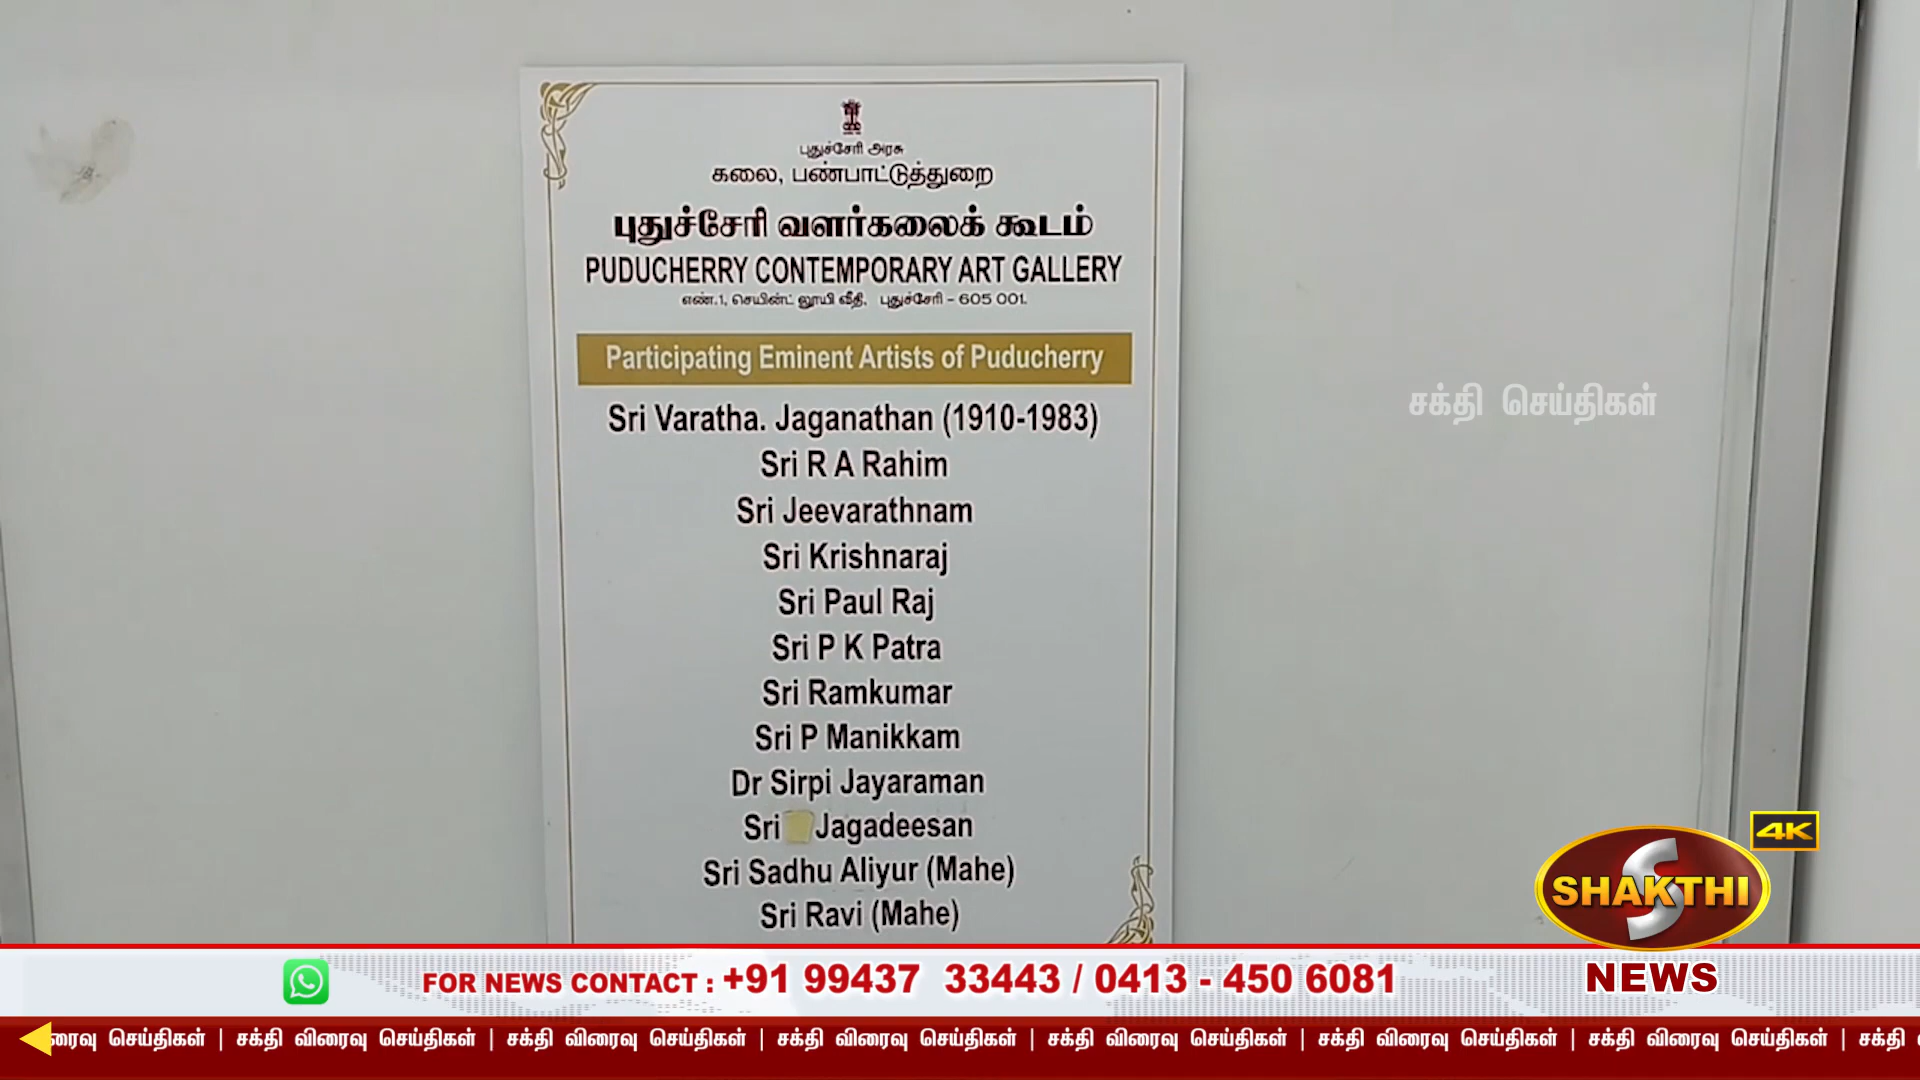 புதுச்சேரி அரசு
கலை, பண்பாட்டுத்துறை
புதுச்சேரி வளர்கலைக் கூடம்
PUDUCHERRY CONTEMPORARY ART GALLERY
எண்.1, செயின்ட் லூயி வீதி, புதுச்சேரி - 605 001.
Participating Eminent Artists of Puducherry
Sri Varatha. Jaganathan (1910-1983)
Sri R A Rahim
Sri Jeevarathnam
Sri Krishnaraj
Sri Paul Raj
Sri P K Patra
Sri Ramkumar
Sri P Manikkam
Dr Sirpi Jayaraman
Sri Jagadeesan
Sri Sadhu Aliyur (Mahe)
Sri Ravi (Mahe)
சக்தி செய்திகள்
4K
S
SHAKTHI
NEWS
FOR NEWS CONTACT : +91 99437 33443 / 0413 - 450 6081
ரைவு செய்திகள் | சக்தி விரைவு செய்திகள் | சக்தி விரைவு செய்திகள் | சக்தி விரைவு செய்திகள் | சக்தி விரைவு செய்திகள் | சக்தி விரைவு செய்திகள் | சக்தி விரைவு செய்திகள் | சக்தி